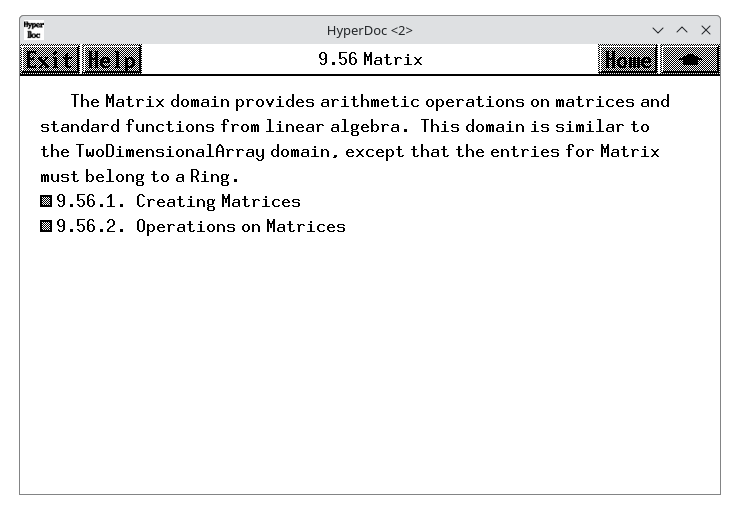 Hyper
Doc
HyperDoc <2>
Exit Help 9.56 Matrix Home
The Matrix domain provides arithmetic operations on matrices and
standard functions from linear algebra. This domain is similar to
the TwoDimensionalArray domain, except that the entries for Matrix
must belong to a Ring.
9.56.1. Creating Matrices
9.56.2. Operations on Matrices